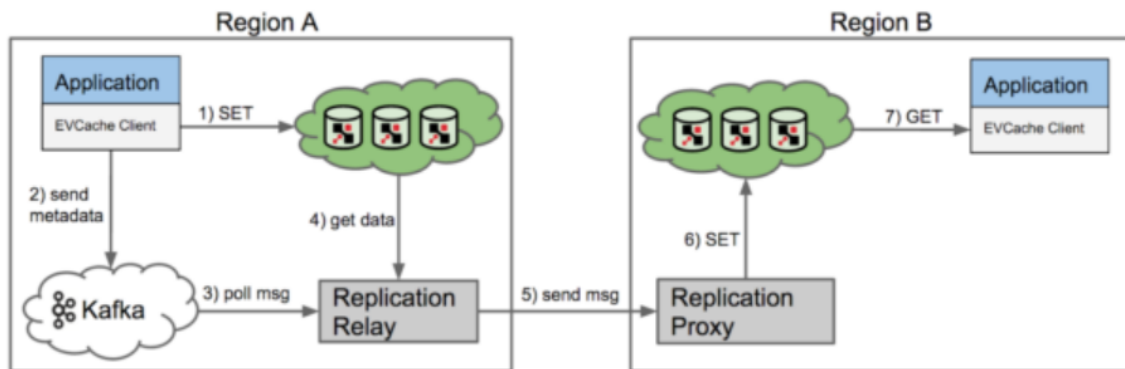 Region A
Region B
Application
EVCache Client
1) SET
2) send
metadata
Kafka
3) poll msg
4) get data
Replication
Relay
5) send msg
Replication
Proxy
6) SET
7) GET
Application
EVCache Client